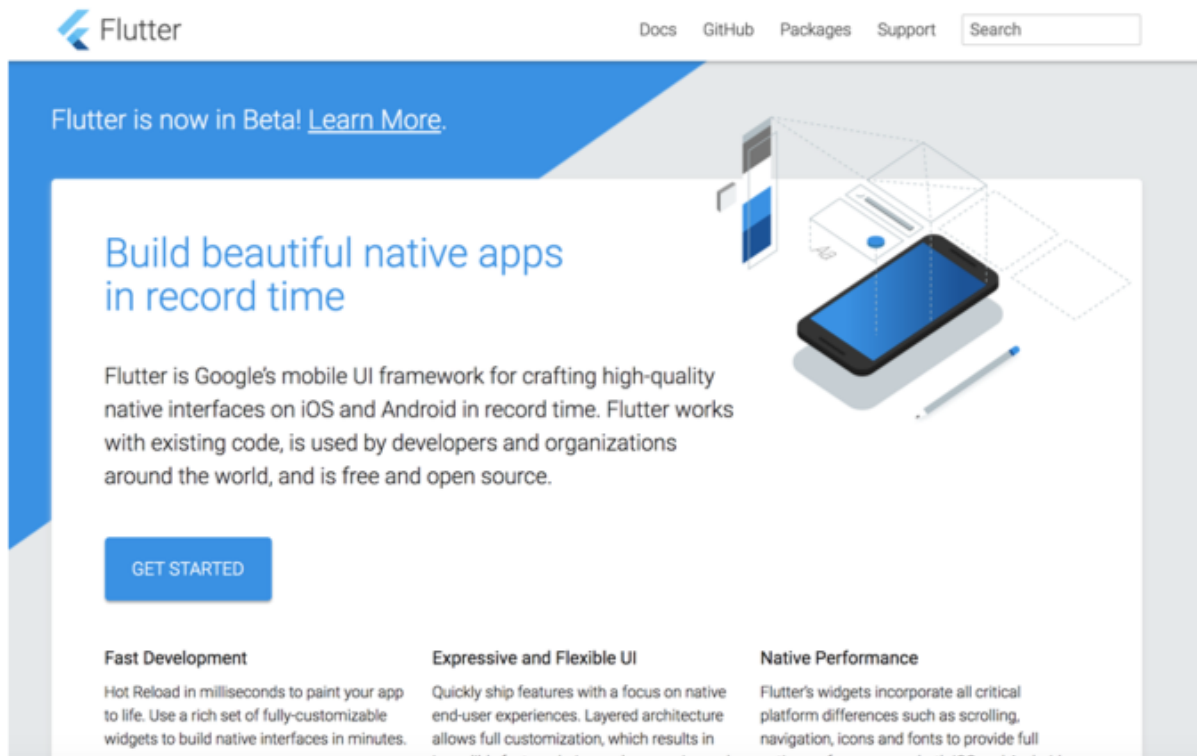 Flutter
Docs GitHub Packages Support Search
Flutter is now in Beta! Learn More.
Build beautiful native apps
in record time
Flutter is Google's mobile UI framework for crafting high-quality
native interfaces on iOS and Android in record time. Flutter works
with existing code, is used by developers and organizations
around the world, and is free and open source.
GET STARTED
Fast Development
Hot Reload in milliseconds to paint your app
to life. Use a rich set of fully-customizable
widgets to build native interfaces in minutes.
Expressive and Flexible UI
Quickly ship features with a focus on native
end-user experiences. Layered architecture
allows full customization, which results in
Native Performance
Flutter's widgets incorporate all critical
platform differences such as scrolling,
navigation, icons and fonts to provide full